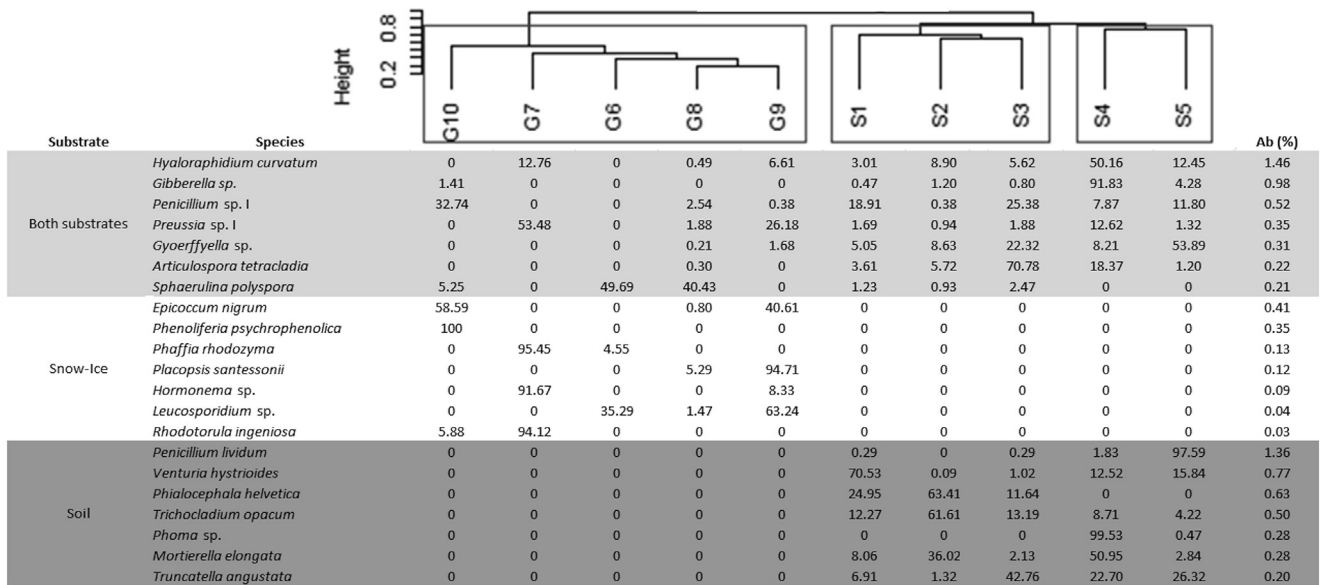 0.8
0.2
Height
G10 G7 G6 G8 G9 S1 S2 S3 S4 S5
Substrate Species Ab (%)
Hyaloraphidium curvatum 0 12.76 0 0.49 6.61 3.01 8.90 5.62 50.16 12.45 1.46
Gibberella sp. 1.41 0 0 0 0 0.47 1.20 0.80 91.83 4.28 0.98
Penicillium sp. I 32.74 0 0 2.54 0.38 18.91 0.38 25.38 7.87 11.80 0.52
Both substrates Preussia sp. I 0 53.48 0 1.88 26.18 1.69 0.94 1.88 12.62 1.32 0.35
Gyoerffyella sp. 0 0 0 0.21 1.68 5.05 8.63 22.32 8.21 53.89 0.31
Articulospora tetracladia 0 0 0 0.30 0 3.61 5.72 70.78 18.37 1.20 0.22
Sphaerulina polyspora 5.25 0 49.69 40.43 0 1.23 0.93 2.47 0 0 0.21
Epicoccum nigrum 58.59 0 0 0.80 40.61 0 0 0 0 0 0.41
Phenoliferia psychrophenolica 100 0 0 0 0 0 0 0 0 0 0.35
Phaffia rhodozyma 0 95.45 4.55 0 0 0 0 0 0 0 0.13
Snow-Ice Placopsis santessonii 0 0 0 5.29 94.71 0 0 0 0 0 0.12
Hormonema sp. 0 91.67 0 0 8.33 0 0 0 0 0 0.09
Leucosporidium sp. 0 0 35.29 1.47 63.24 0 0 0 0 0 0.04
Rhodotorula ingeniosa 5.88 94.12 0 0 0 0 0 0 0 0 0.03
Penicillium lividum 0 0 0 0 0 0.29 0 0.29 1.83 97.59 1.36
Venturia hystrioides 0 0 0 0 0 70.53 0.09 1.02 12.52 15.84 0.77
Phialocephala helvetica 0 0 0 0 0 24.95 63.41 11.64 0 0 0.63
Soil Trichocladium opacum 0 0 0 0 0 12.27 61.61 13.19 8.71 4.22 0.50
Phoma sp. 0 0 0 0 0 0 0 0 99.53 0.47 0.28
Mortierella elongata 0 0 0 0 0 8.06 36.02 2.13 50.95 2.84 0.28
Truncatella angustata 0 0 0 0 0 6.91 1.32 42.76 22.70 26.32 0.20